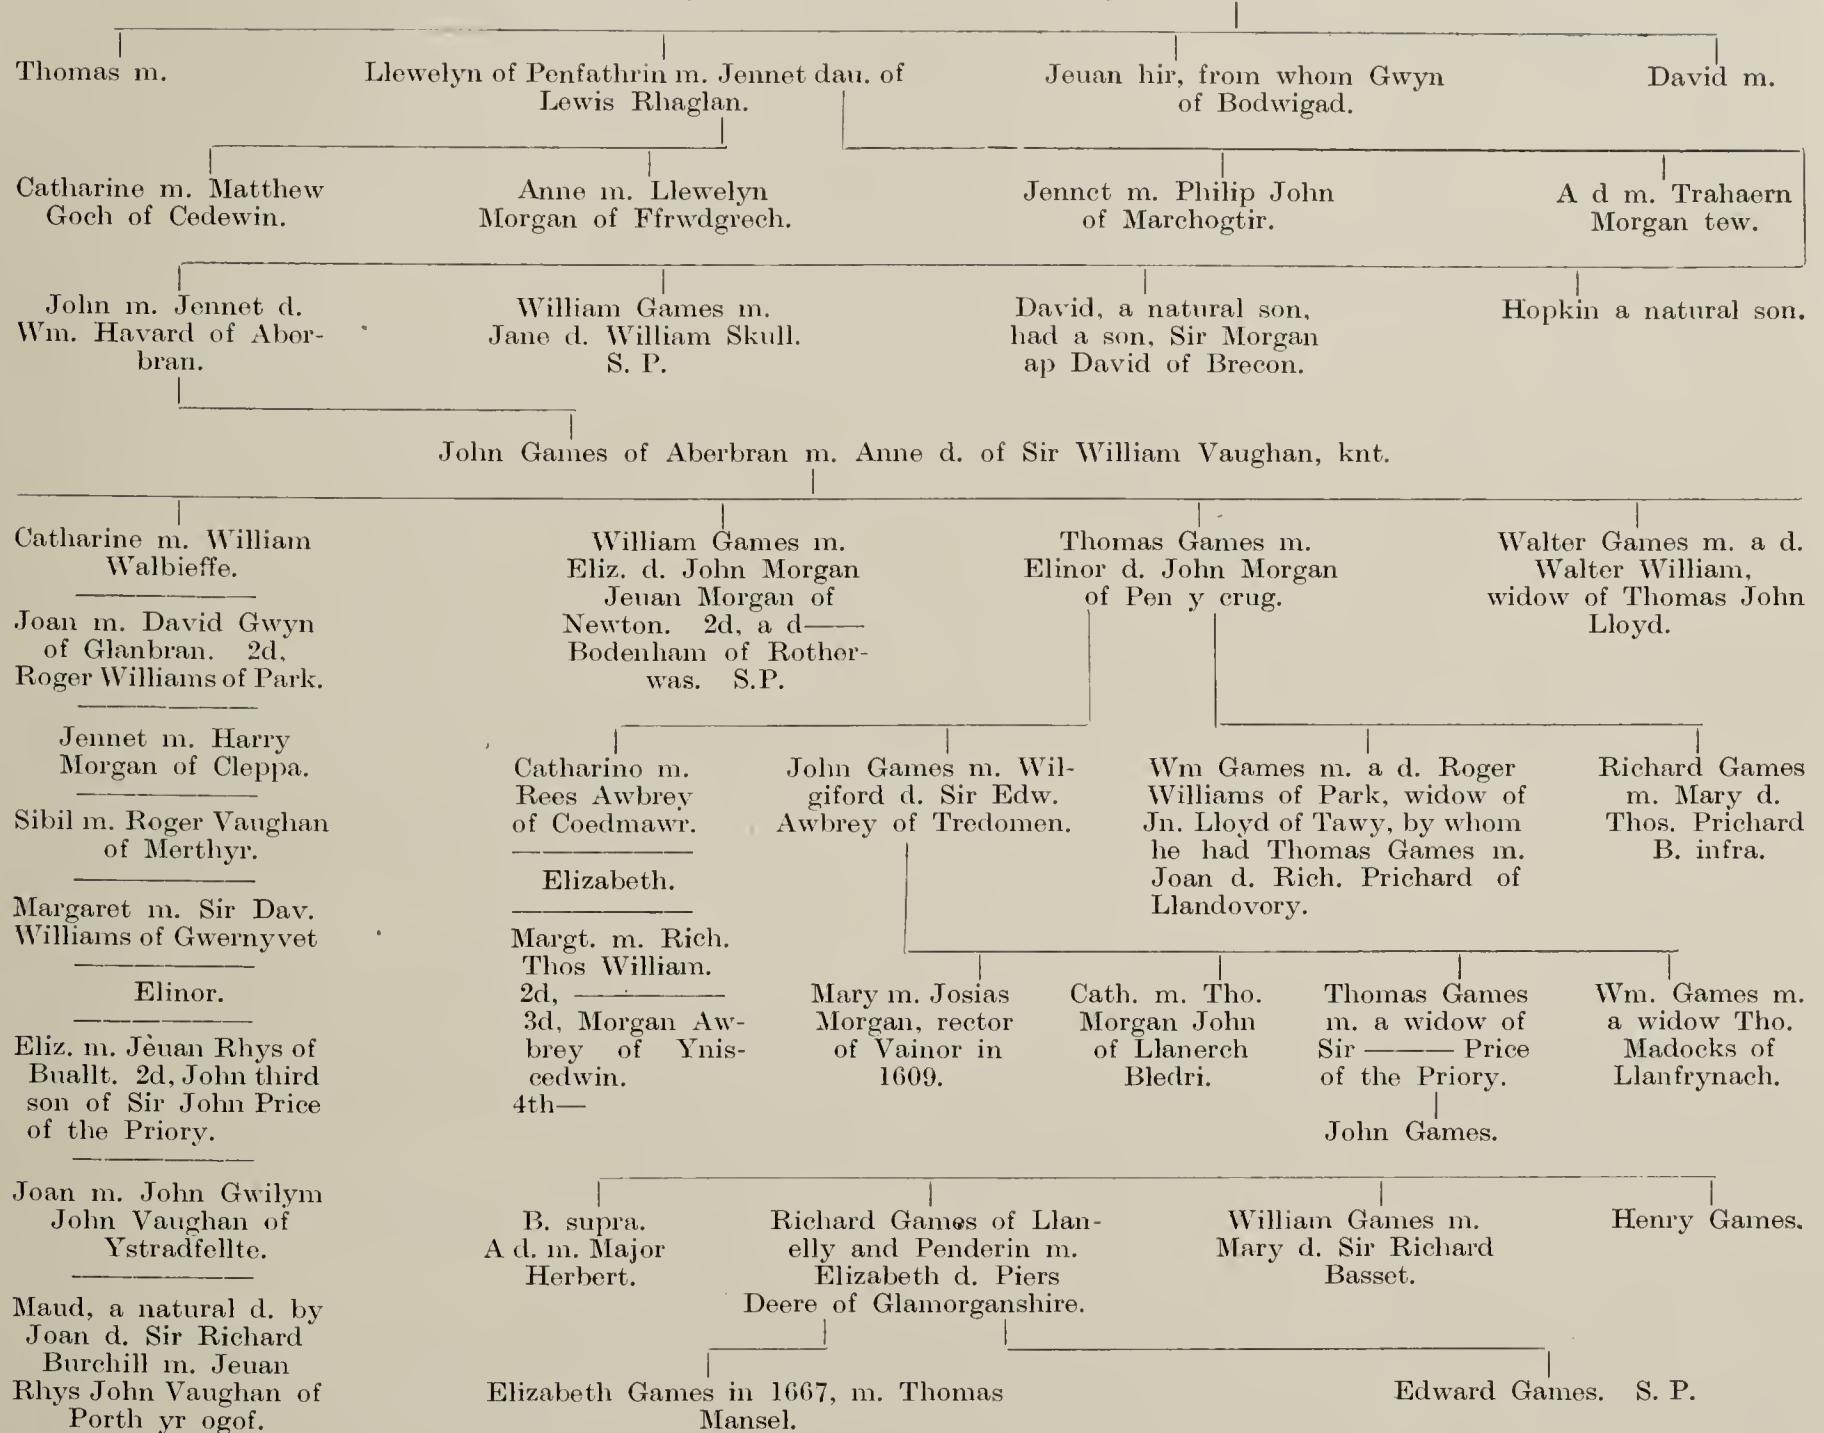 Thomas m.
Llewelyn of Penfathrin m. Jennet dau. of
Lewis Rhaglan.
Jeuan hir, from whom Gwyn
of Bodwigad.
David m.
Catharine m. Matthew
Goch of Cedewin.
Anne m. Llewelyn
Morgan of Ffrwdgrech.
Jennet m. Philip John
of Marchogtir.
A d m. Trahaern
Morgan tew.
John m. Jennet d.
Wm. Havard of Aber-
bran.
William Games m.
Jane d. William Skull.
S. P.
David, a natural son,
had a son, Sir Morgan
ap David of Brecon.
Hopkin a natural son.
John Games of Aberbran m. Anne d. of Sir William Vaughan, knt.
Catharine m. William
Walbieffe.
Joan m. David Gwyn
of Glanbran. 2d,
Roger Williams of Park.
Jennet m. Harry
Morgan of Cleppa.
Sibil m. Roger Vaughan
of Merthyr.
Margaret m. Sir Dav.
Williams of Gwernyvet
Elinor.
Eliz. m. Jèuan Rhys of
Buallt. 2d, John third
son of Sir John Price
of the Priory.
Joan m. John Gwilym
John Vaughan of
Ystradfellte.
Maud, a natural d. by
Joan d. Sir Richard
Burchill m. Jeuan
Rhys John Vaughan of
Porth yr ogof.
William Games m.
Eliz. d. John Morgan
Jeuan Morgan of
Newton. 2d, a d——
Bodenham of Rother-
was. S.P.
Thomas Games m.
Elinor d. John Morgan
of Pen y crug.
Walter Games m. a d.
Walter William,
widow of Thomas John
Lloyd.
Catharino m.
Rees Awbrey
of Coedmawr.
Elizabeth.
Margt. m. Rich.
Thos William.
2d, ———
3d, Morgan Aw-
brey of Ynis-
cedwin.
4th—
John Games m. Wil-
giford d. Sir Edw.
Awbrey of Tredomen.
Wm Games m. a d. Roger
Williams of Park, widow of
Jn. Lloyd of Tawy, by whom
he had Thomas Games m.
Joan d. Rich. Prichard of
Llandovory.
Richard Games
m. Mary d.
Thos. Prichard
B. infra.
Mary m. Josias
Morgan, rector
of Vainor in
1609.
Cath. m. Tho.
Morgan John
of Llanerch
Bledri.
Thomas Games
m. a widow of
Sir ——— Price
of the Priory.
Wm. Games m.
a widow Tho.
Madocks of
Llanfrynach.
John Games.
B. supra.
A d. m. Major
Herbert.
Richard Games of Llan-
elly and Penderin m.
Elizabeth d. Piers
Deere of Glamorganshire.
William Games m.
Mary d. Sir Richard
Basset.
Henry Games.
Elizabeth Games in 1667, m. Thomas
Mansel.
Edward Games. S. P.